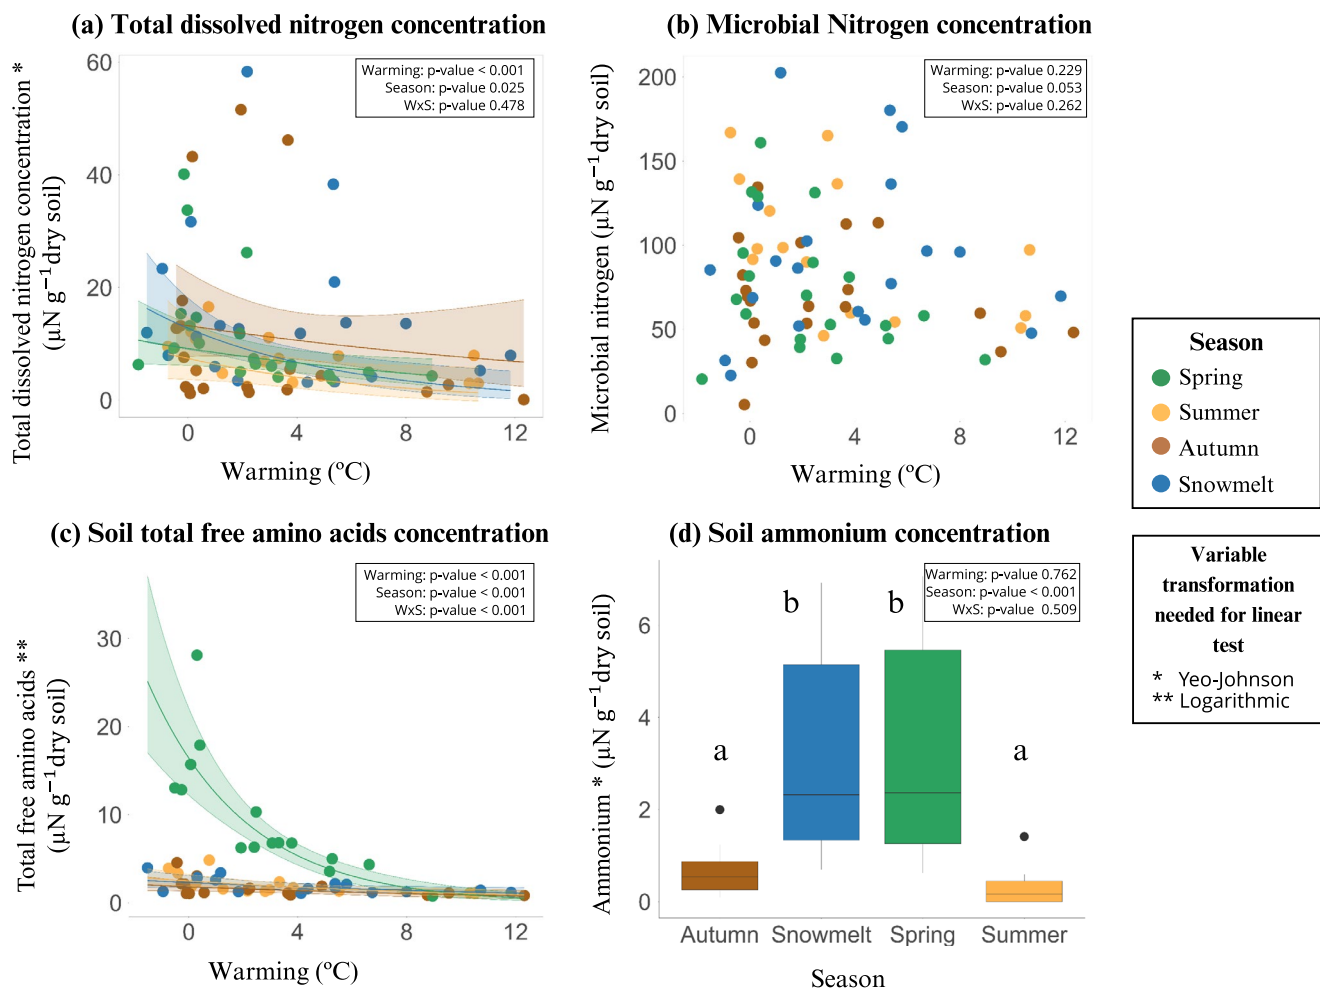 (a) Total dissolved nitrogen concentration
Total dissolved nitrogen concentration *
(µN g⁻¹dry soil)
60
40
20
0
Warming: p-value < 0.001
Season: p-value 0.025
WxS: p-value 0.478
0 4 8 12
Warming (ºC)
(b) Microbial Nitrogen concentration
Microbial nitrogen (µN g⁻¹dry soil)
200
150
100
50
0
Warming: p-value 0.229
Season: p-value 0.053
WxS: p-value 0.262
0 4 8 12
Warming (ºC)
Season
Spring
Summer
Autumn
Snowmelt
(c) Soil total free amino acids concentration
Total free amino acids **
(µN g⁻¹dry soil)
30
20
10
0
Warming: p-value < 0.001
Season: p-value < 0.001
WxS: p-value < 0.001
0 4 8 12
Warming (ºC)
(d) Soil ammonium concentration
Ammonium * (µN g⁻¹dry soil)
6
4
2
0
Warming: p-value 0.762
Season: p-value < 0.001
WxS: p-value 0.509
a
b
b
a
Autumn Snowmelt Spring Summer
Season
Variable
transformation
needed for linear
test
* Yeo-Johnson
** Logarithmic